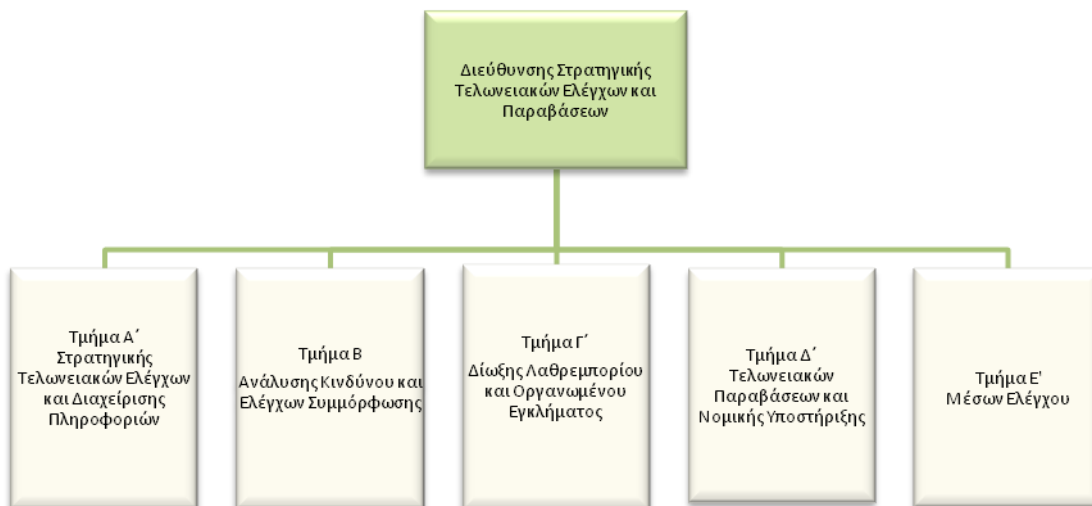 Διεύθυνσης Στρατηγικής
Τελωνειακών Ελέγχων και
Παραβάσεων
Τμήμα Α΄
Στρατηγικής
Τελωνειακών Ελέγχων
και Διαχείρισης
Πληροφοριών
Τμήμα Β
Ανάλυσης Κινδύνου και
Ελέγχων Συμμόρφωσης
Τμήμα Γ΄
Δίωξης Λαθρεμπορίου
και Οργανωμένου
Εγκλήματος
Τμήμα Δ΄
Τελωνειακών
Παραβάσεων και
Νομικής Υποστήριξης
Τμήμα Ε'
Μέσων Ελέγχου